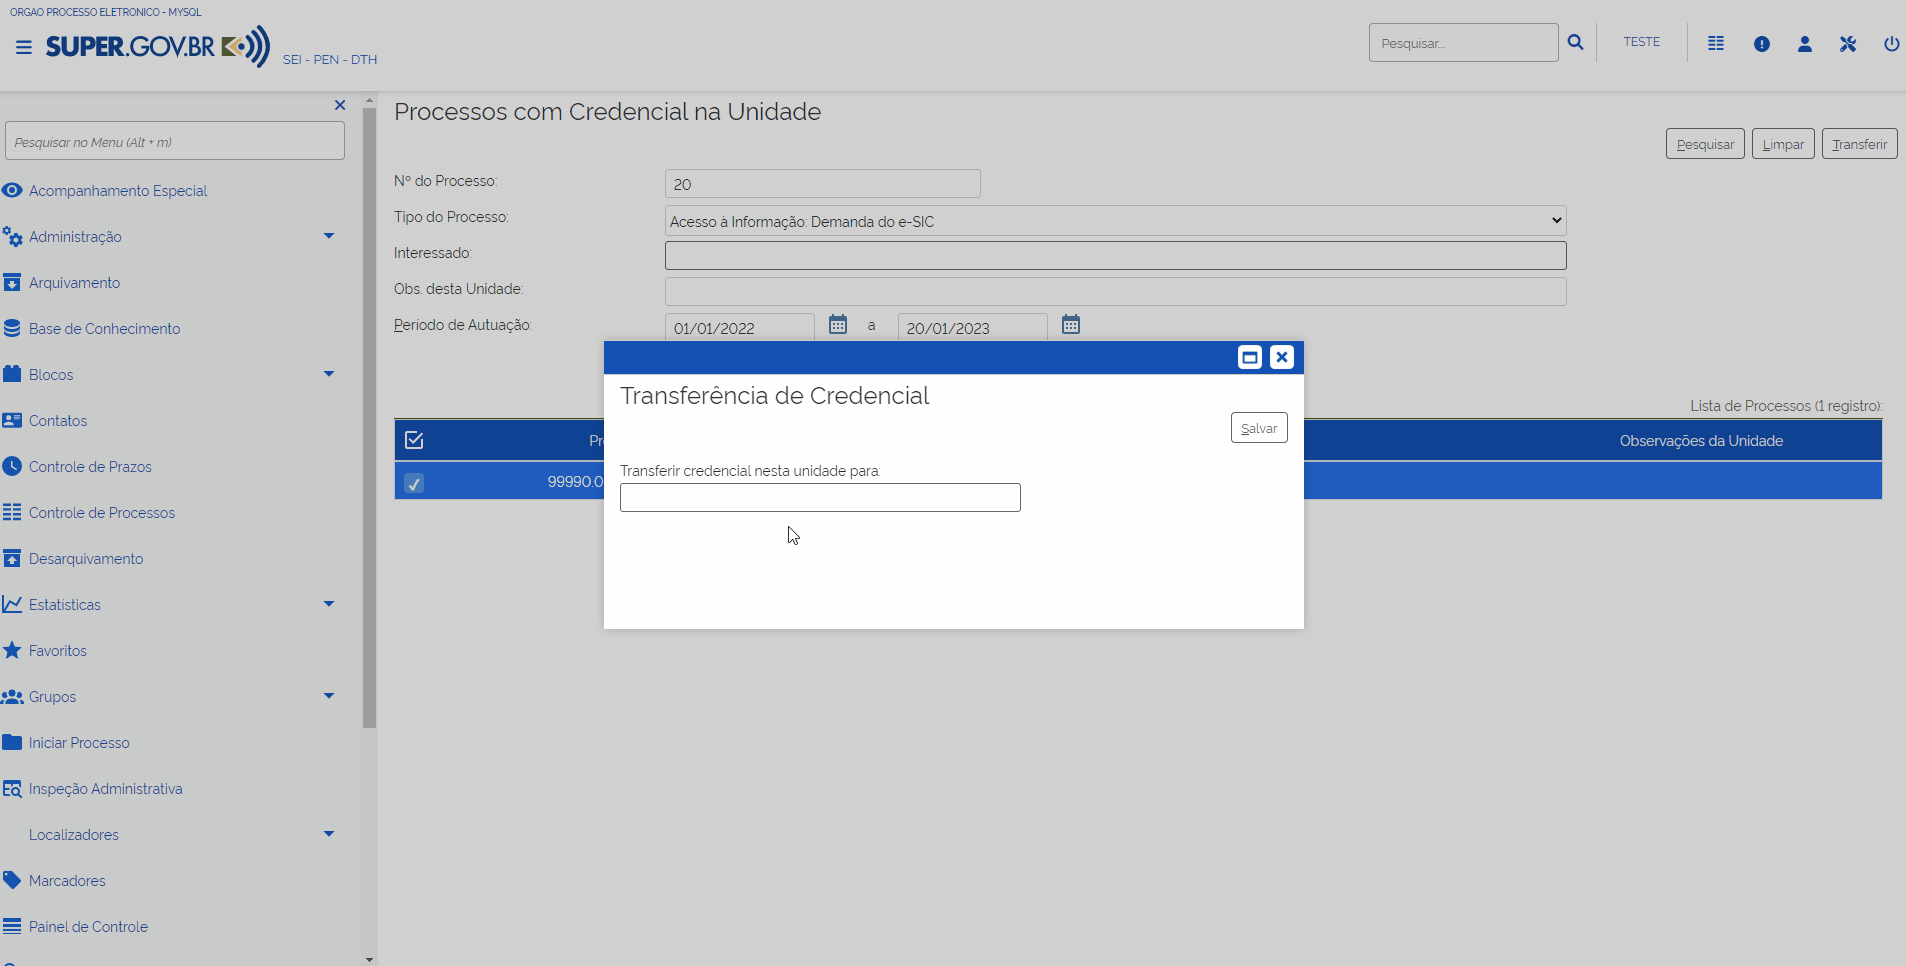 ORGAO PROCESSO ELETRONICO - MYSQL
SUPER.GOV.BR
SEI - PEN - DTH
Pesquisar...
TESTE
Pesquisar no Menu (Alt + m)
Acompanhamento Especial
Administração
Arquivamento
Base de Conhecimento
Blocos
Contatos
Controle de Prazos
Controle de Processos
Desarquivamento
Estatísticas
Favoritos
Grupos
Iniciar Processo
Inspeção Administrativa
Localizadores
Marcadores
Painel de Controle
Processos com Credencial na Unidade
Pesquisar Limpar Transferir
Nº do Processo: 20
Tipo do Processo: Acesso à Informação: Demanda do e-SIC
Interessado:
Obs. desta Unidade:
Período de Autuação: 01/01/2022 a 20/01/2023
Lista de Processos (1 registro):
Observações da Unidade
99990.0
Transferência de Credencial
Salvar
Transferir credencial nesta unidade para: